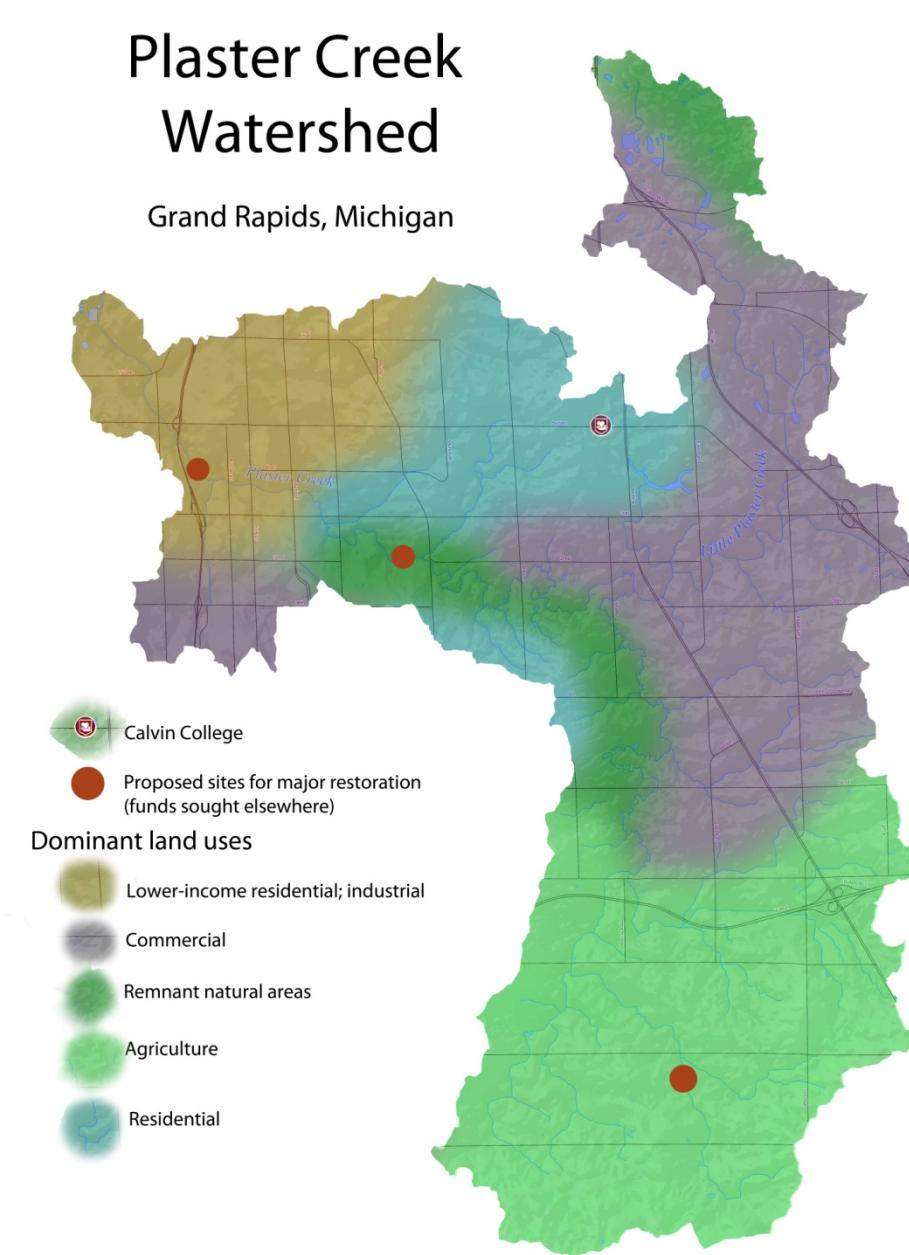 Plaster Creek
Watershed
Grand Rapids, Michigan
Plaster Creek
Little Plaster Creek
Calvin College
Proposed sites for major restoration
(funds sought elsewhere)
Dominant land uses
Lower-income residential; industrial
Commercial
Remnant natural areas
Agriculture
Residential